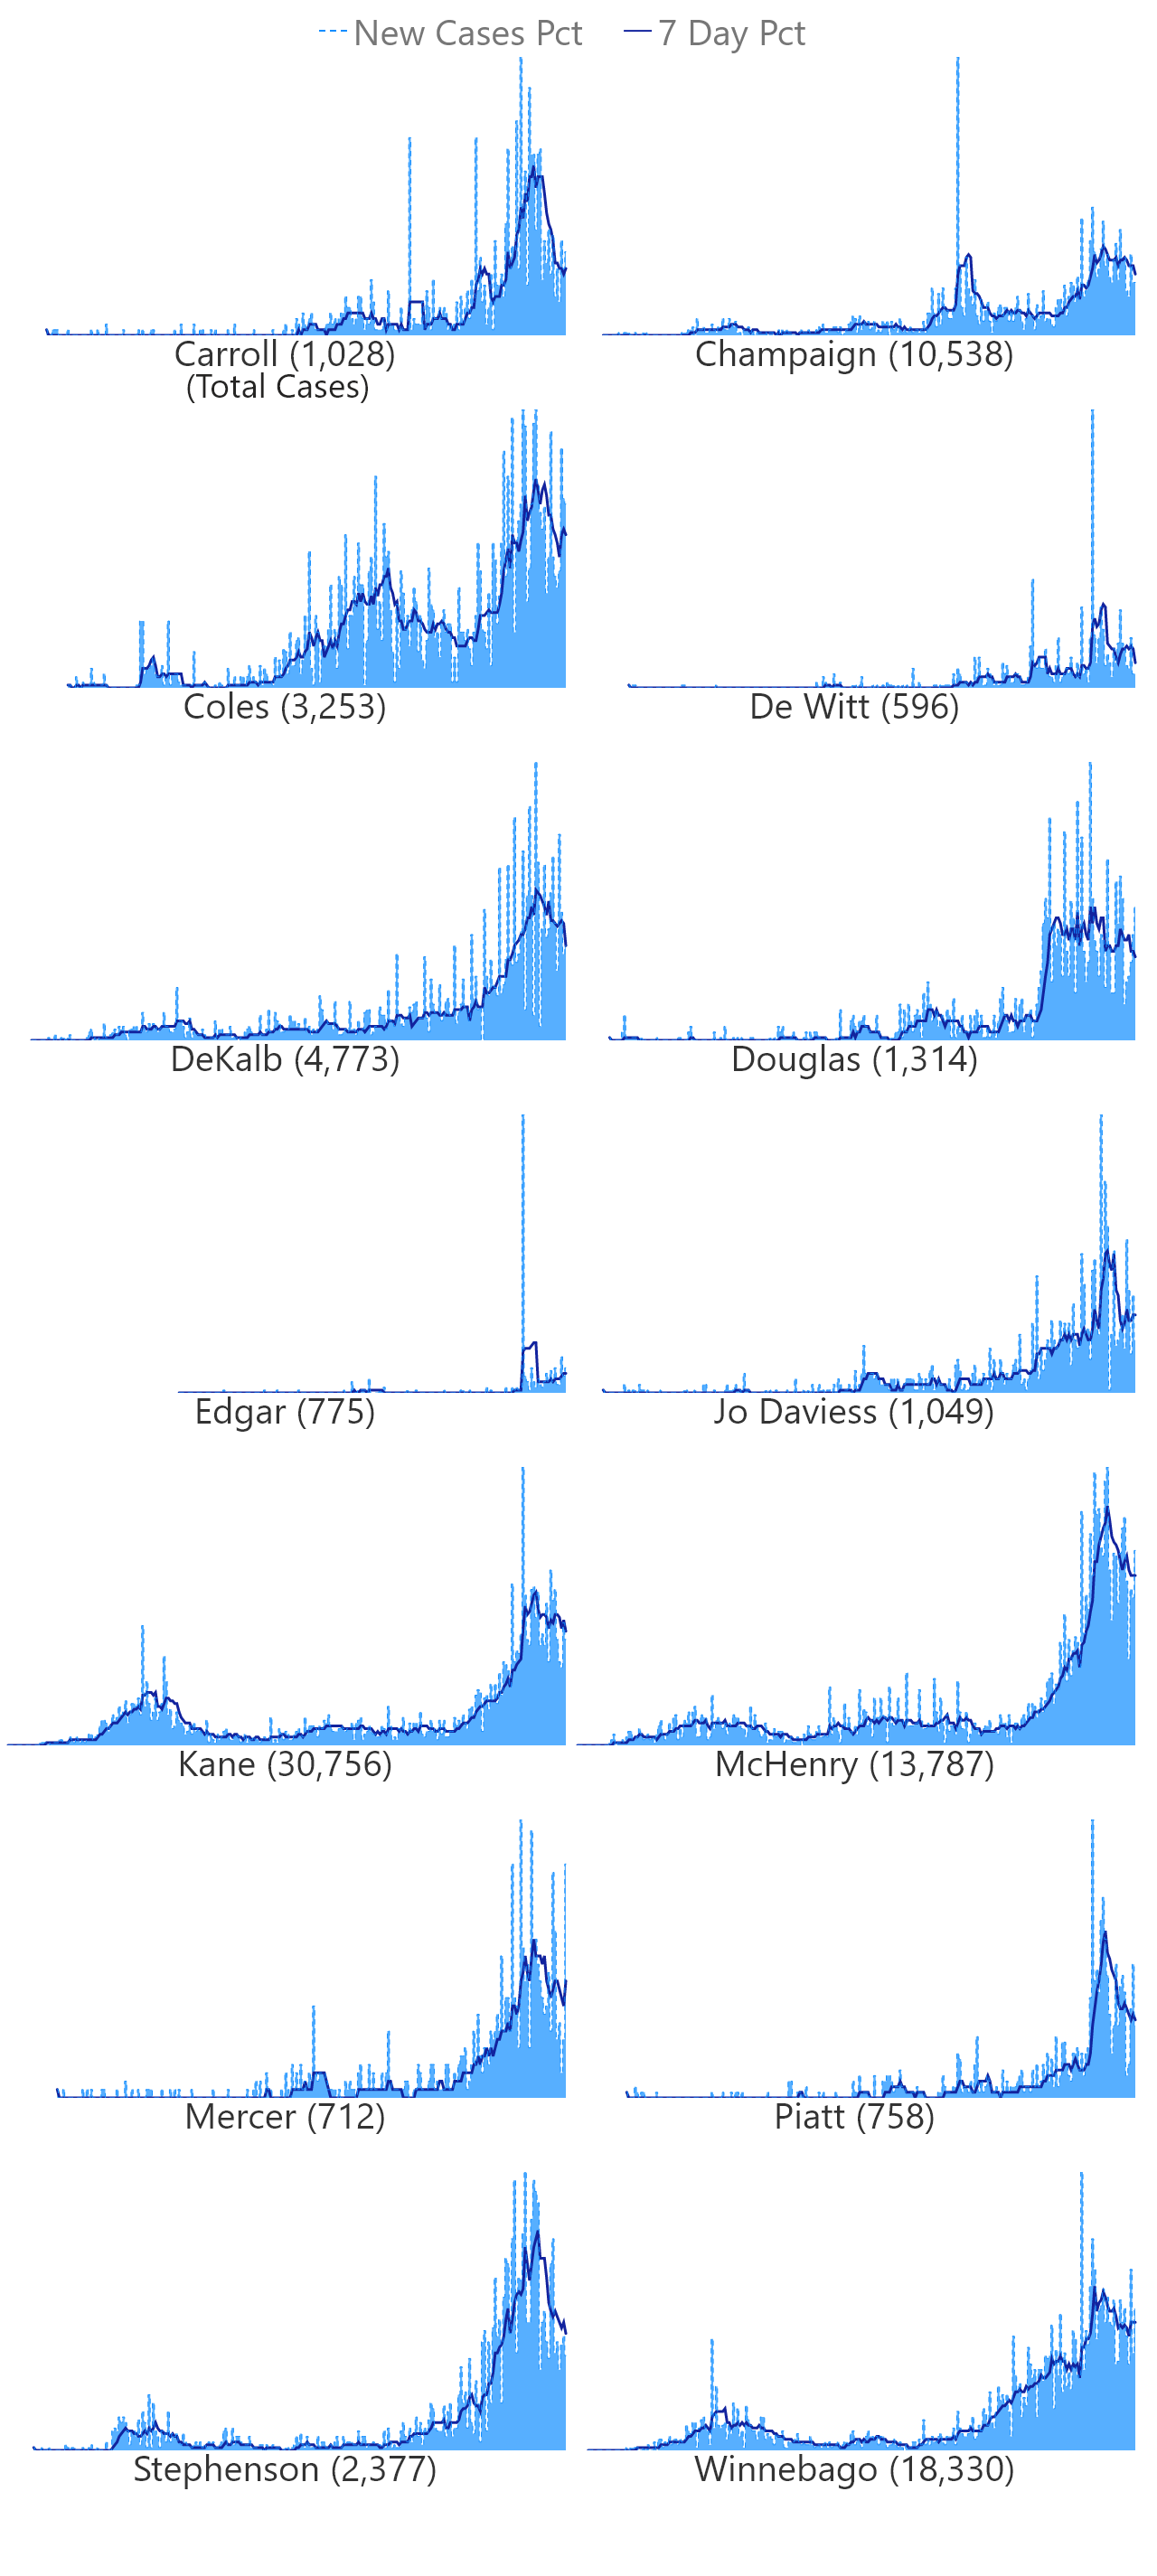 New Cases Pct 7 Day Pct
Carroll (1,028) Champaign (10,538)
(Total Cases)
Coles (3,253) De Witt (596)
DeKalb (4,773) Douglas (1,314)
Edgar (775) Jo Daviess (1,049)
Kane (30,756) McHenry (13,787)
Mercer (712) Piatt (758)
Stephenson (2,377) Winnebago (18,330)